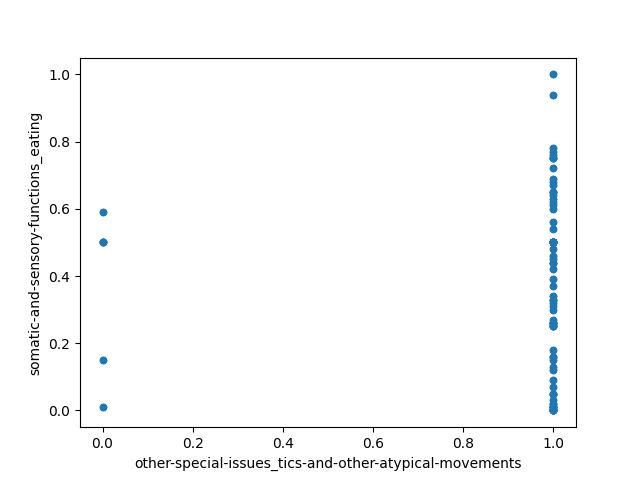 1.0
0.8
0.6
0.4
0.2
0.0
somatic-and-sensory-functions_eating
0.0 0.2 0.4 0.6 0.8 1.0
other-special-issues_tics-and-other-atypical-movements